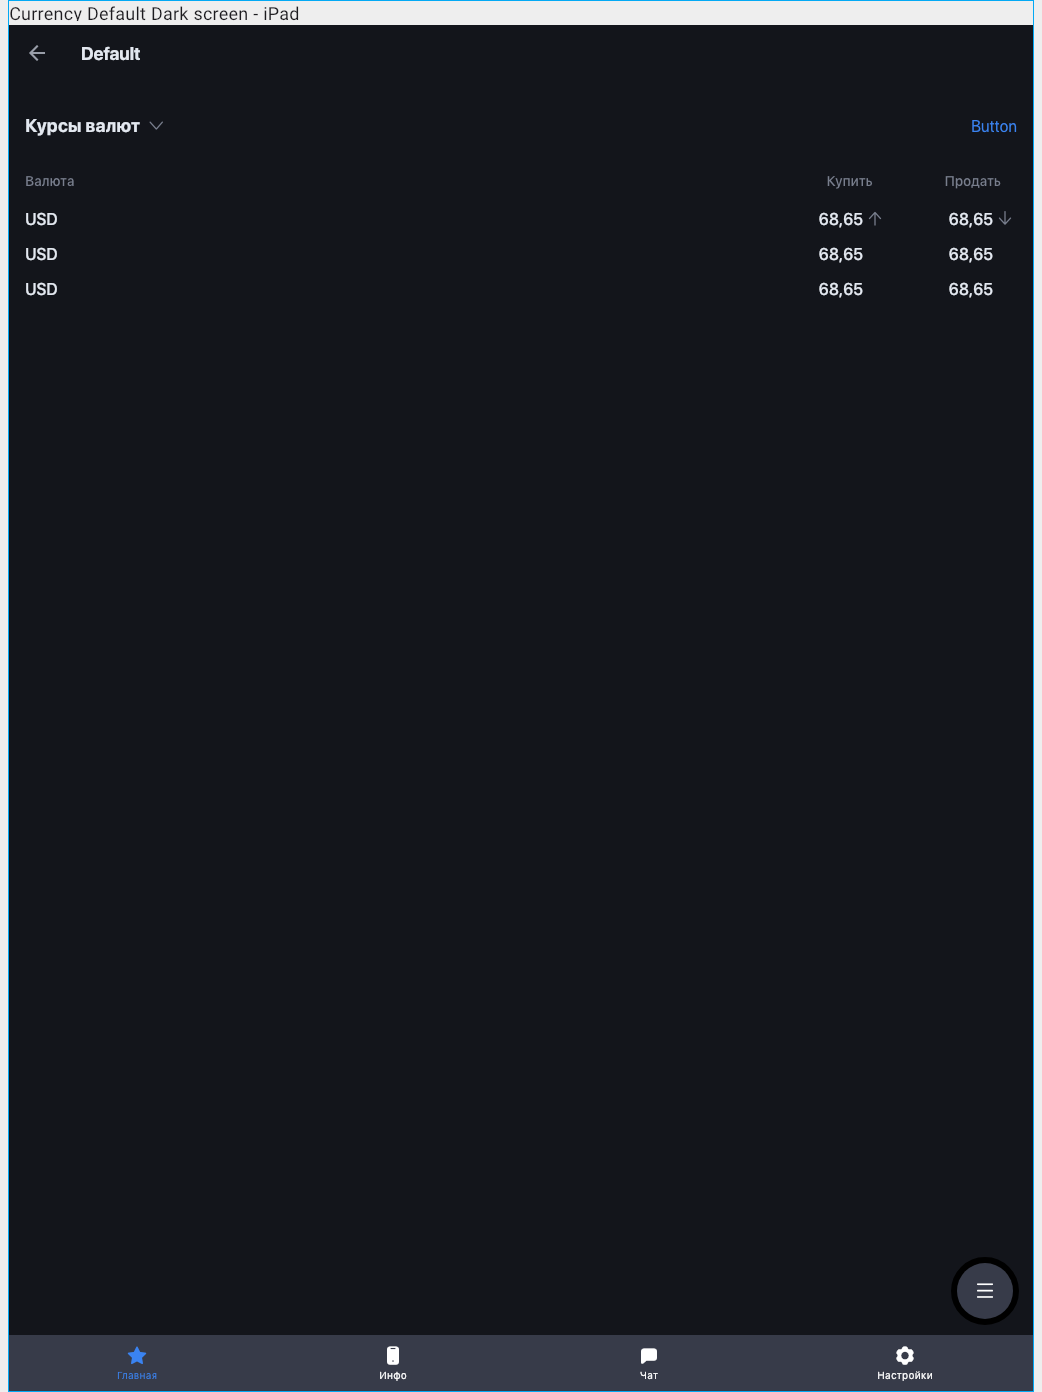 Currency Default Dark screen - iPad
Default
Курсы валют
Button
Валюта Купить Продать
USD 68,65 68,65
USD 68,65 68,65
USD 68,65 68,65
Главная Инфо Чат Настройки